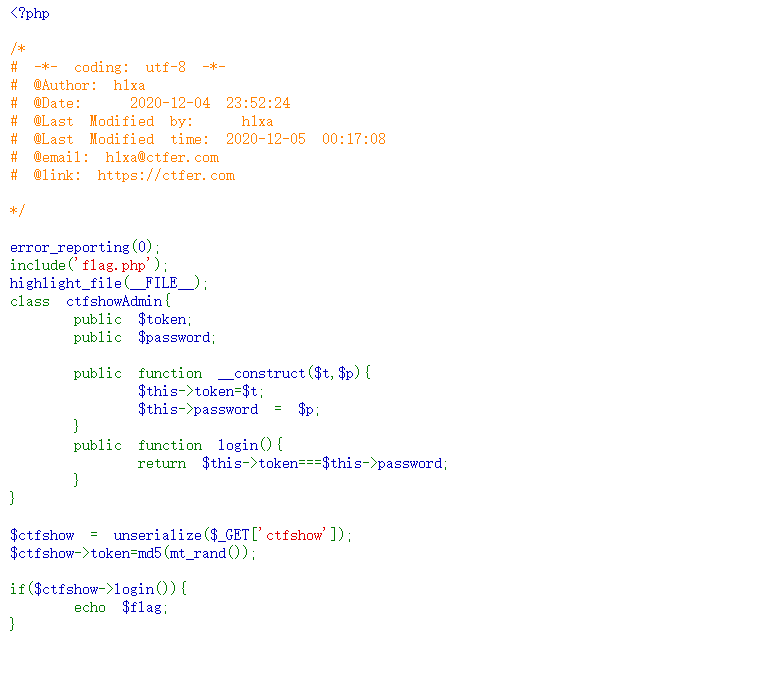 <?php
/*
# -*- coding: utf-8 -*-
# @Author: h1xa
# @Date:   2020-12-04 23:52:24
# @Last Modified by:   h1xa
# @Last Modified time: 2020-12-05 00:17:08
# @email: h1xa@ctfer.com
# @link: https://ctfer.com
*/
error_reporting(0);
include('flag.php');
highlight_file(__FILE__);
class ctfshowAdmin{
    public $token;
    public $password;
    public function __construct($t,$p){
        $this->token=$t;
        $this->password = $p;
    }
    public function login(){
        return $this->token===$this->password;
    }
}
$ctfshow = unserialize($_GET['ctfshow']);
$ctfshow->token=md5(mt_rand());
if($ctfshow->login()){
    echo $flag;
}